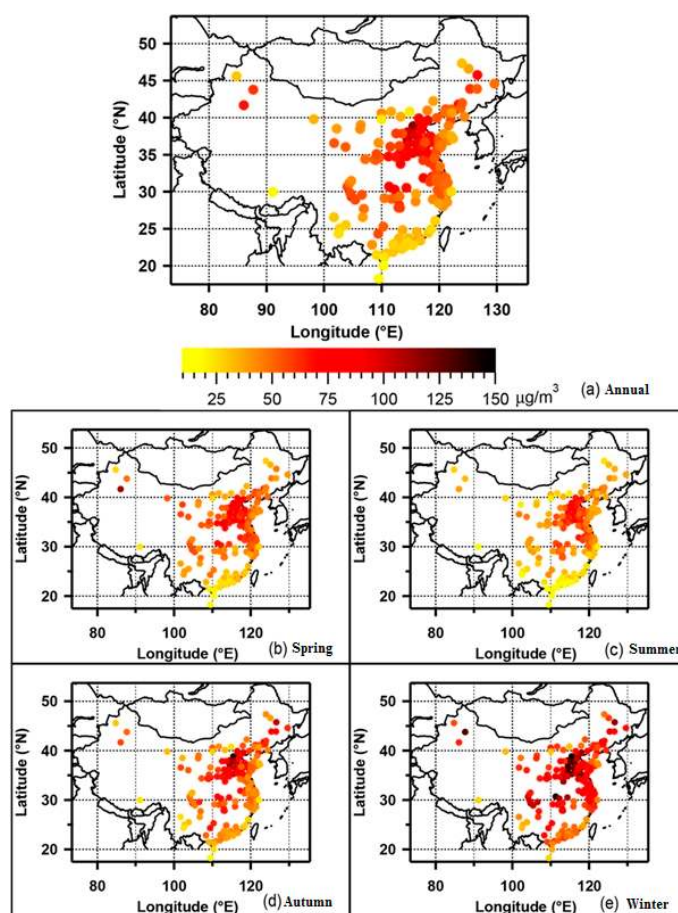 50
45
40
35
30
25
20
Latitude (°N)
80 90 100 110 120 130
Longitude (°E)
25 50 75 100 125 150 μg/m³
(a) Annual
50
40
30
20
Latitude (°N)
80 100 120
Longitude (°E)
(b) Spring
50
40
30
20
Latitude (°N)
80 100 120
Longitude (°E)
(c) Summer
50
40
30
20
Latitude (°N)
80 100 120
Longitude (°E)
(d) Autumn
50
40
30
20
Latitude (°N)
80 100 120
Longitude (°E)
(e) Winter